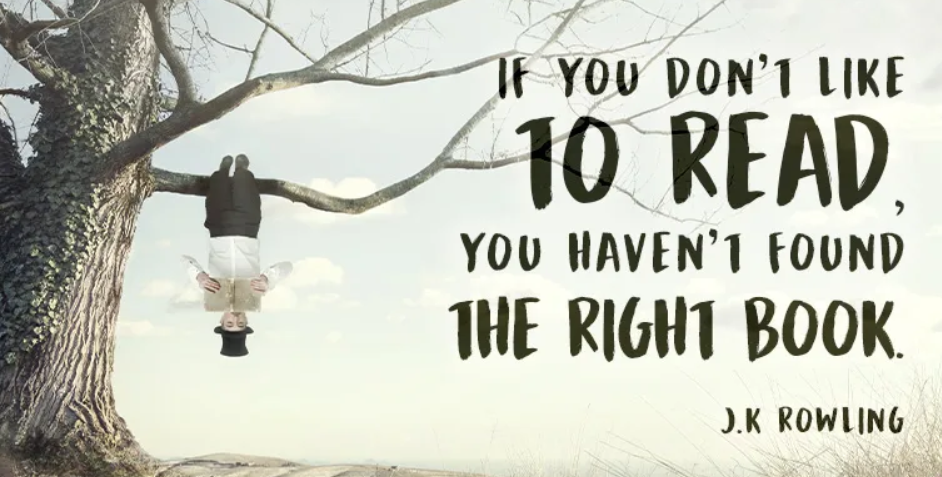 IF YOU DON'T LIKE
TO READ,
YOU HAVEN'T FOUND
THE RIGHT BOOK.
J.K ROWLING